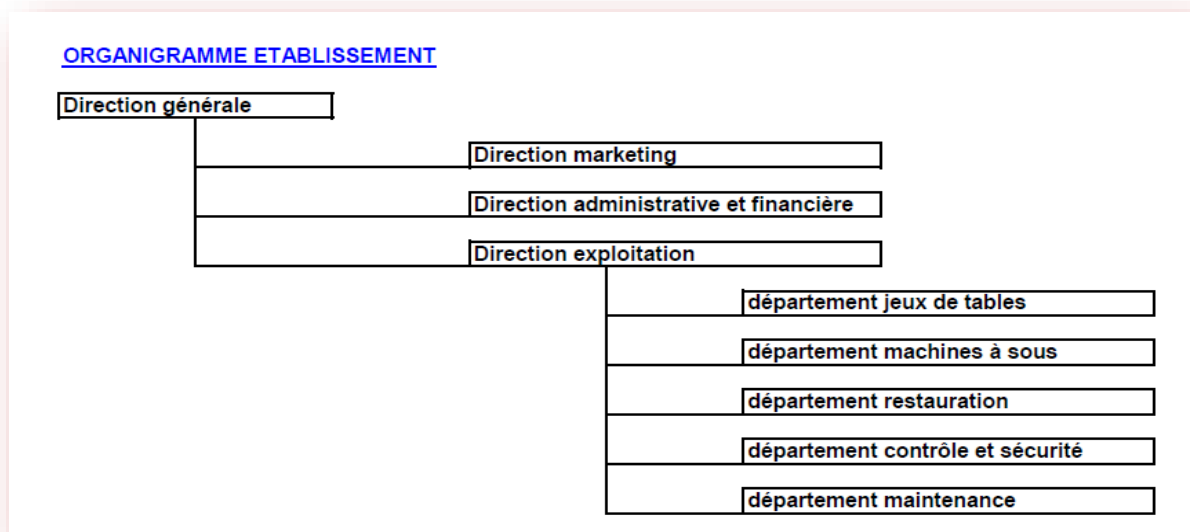 ORGANIGRAMME ETABLISSEMENT
Direction générale
Direction marketing
Direction administrative et financière
Direction exploitation
département jeux de tables
département machines à sous
département restauration
département contrôle et sécurité
département maintenance